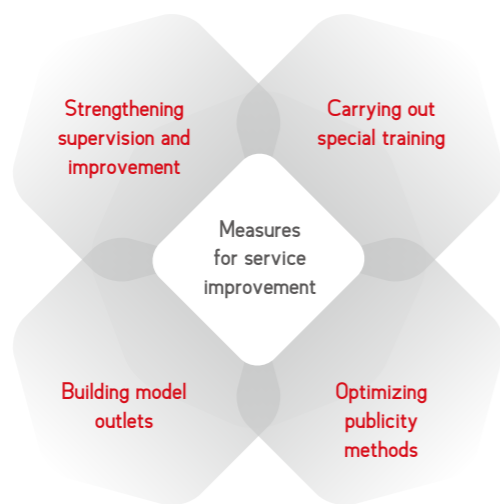 Strengthening
supervision and
improvement
Carrying out
special training
Measures
for service
improvement
Building model
outlets
Optimizing
publicity
methods